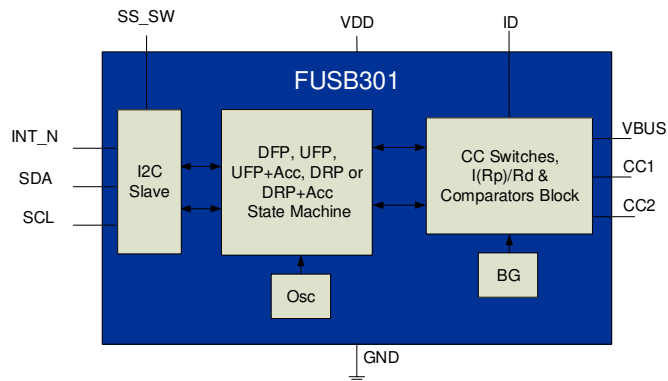 SS_SW
VDD
ID
FUSB301
INT_N
SDA
SCL
I2C
Slave
DFP, UFP,
UFP+Acc, DRP or
DRP+Acc
State Machine
CC Switches,
I(Rp)/Rd &
Comparators Block
VBUS
CC1
CC2
Osc
BG
GND